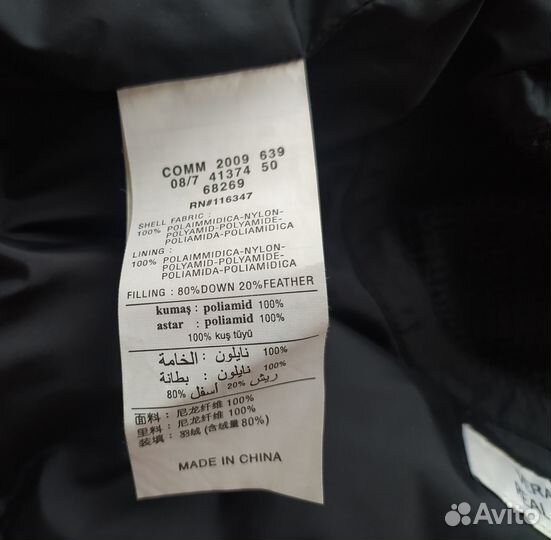 COMM 2009 639
08/7 41374 50
68269
RN#116347
SHELL FABRIC :
100% POLAIMMIDICA-NYLON-
POLYAMID-POLYAMIDE-
POLIAMIDA-POLIAMIDICA
LINING :
100% POLAIMMIDICA-NYLON-
POLYAMID-POLYAMIDE-
POLIAMIDA-POLIAMIDICA
FILLING : 80%DOWN 20%FEATHER
kumaş : poliamid 100%
astar : poliamid 100%
100% kuş tüyü
الخامة : نايلون 100%
بطانة : نايلون 100%
80% أسفل 20% ريش
面料: 尼龙纤维 100%
里料: 尼龙纤维 100%
装填: 羽绒 (含绒量 80%)
MADE IN CHINA
Avito